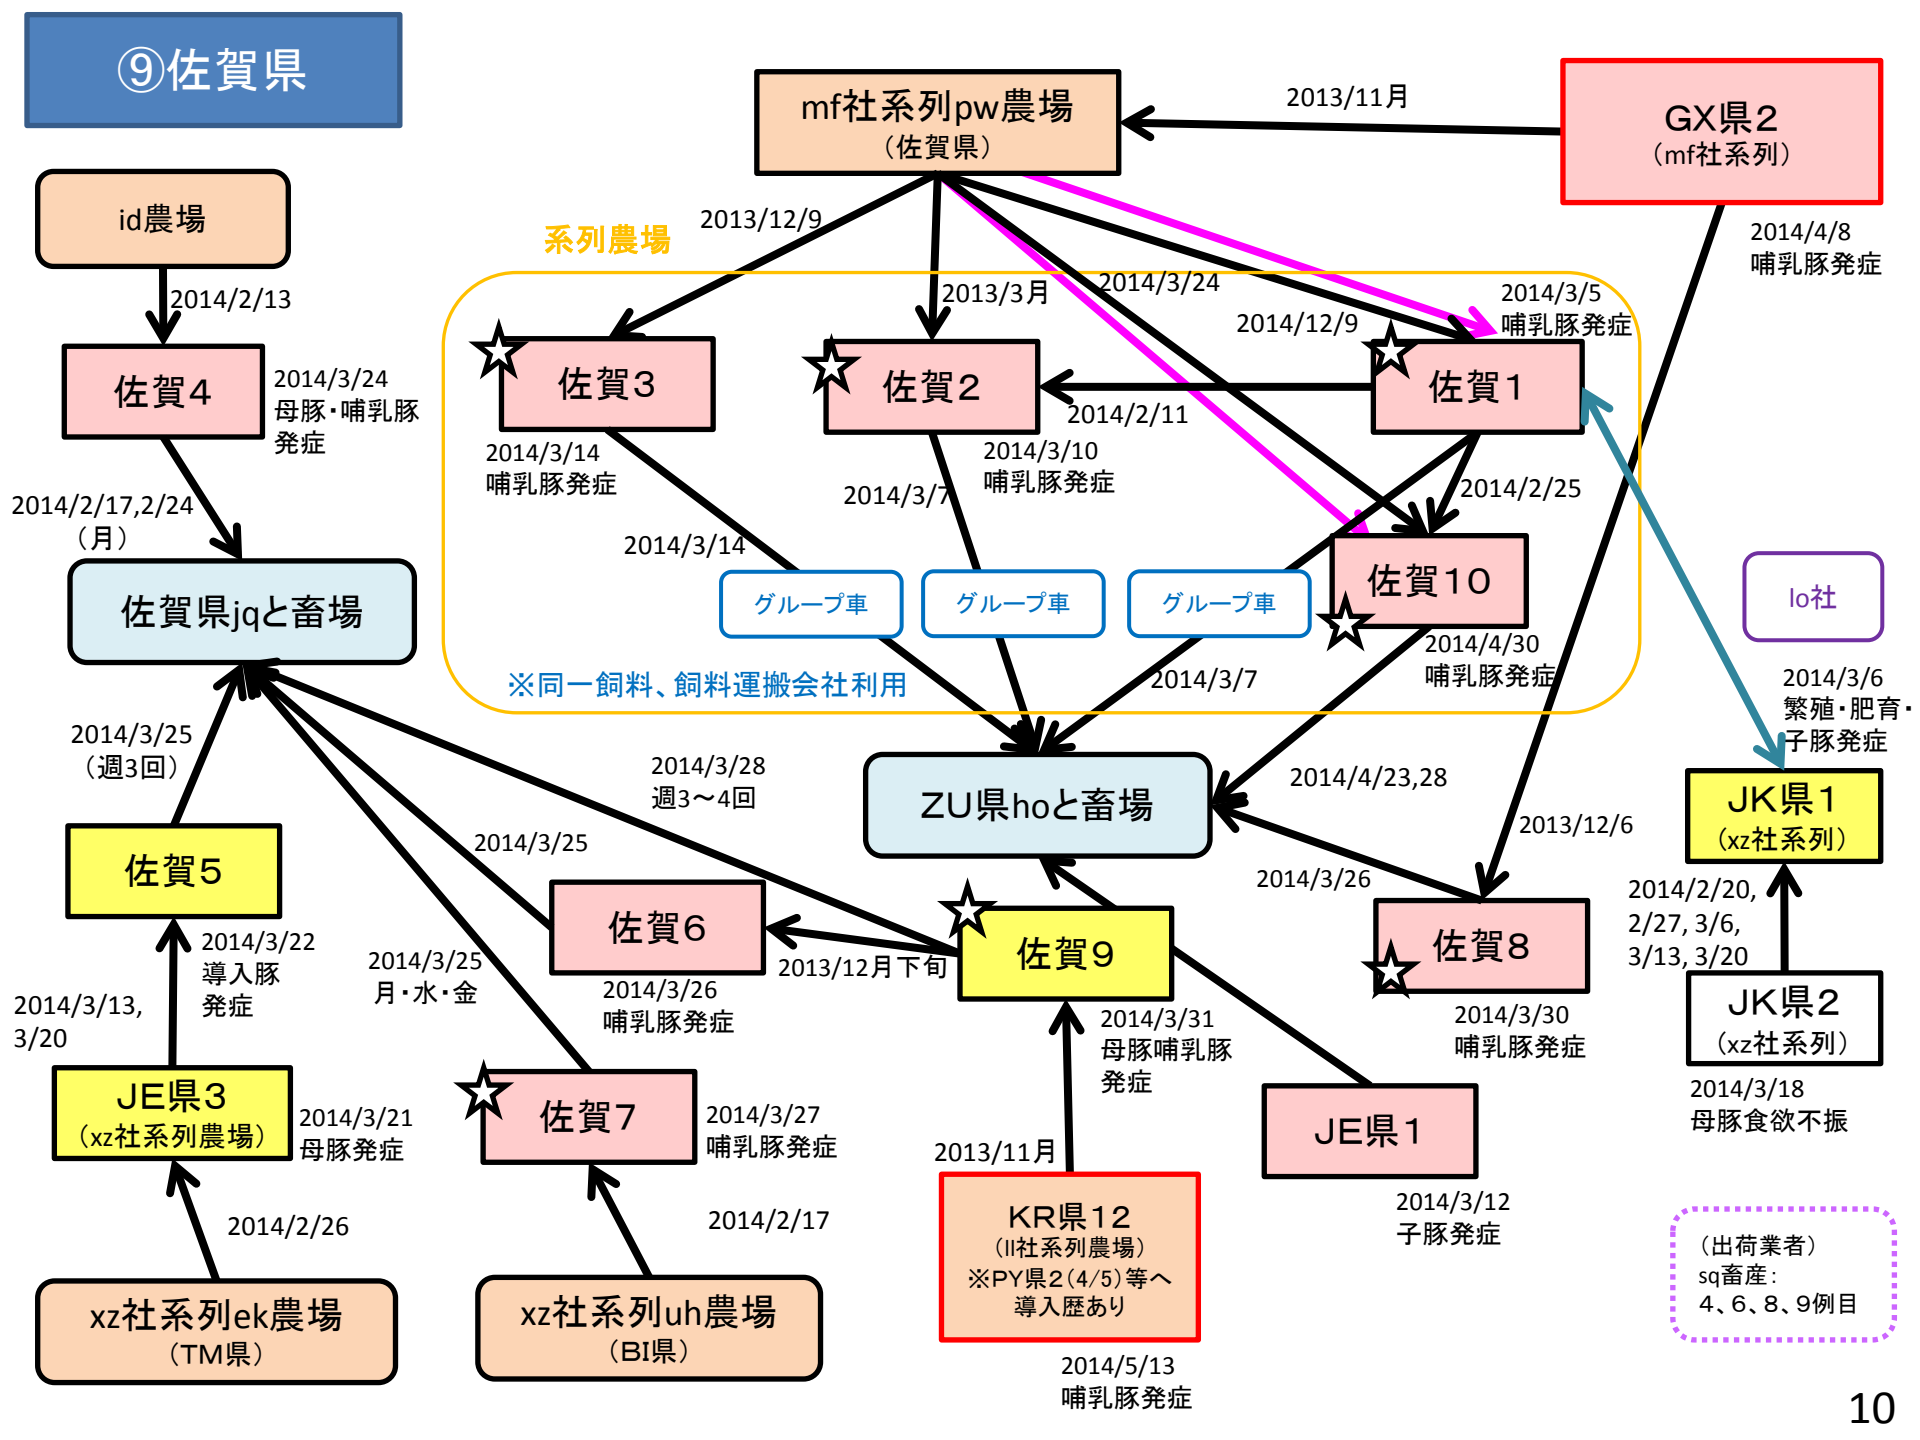 ⑨佐賀県
mf社系列pw農場
（佐賀県）
2013/11月
GX県２
（mf社系列）
2014/4/8
哺乳豚発症
id農場
2014/2/13
佐賀４
2014/3/24
母豚・哺乳豚
発症
2014/2/17,2/24
（月）
佐賀県jqと畜場
系列農場
2013/12/9
2013/3月
2014/3/24
2014/12/9
2014/3/5
哺乳豚発症
佐賀３
2014/3/14
哺乳豚発症
佐賀２
2014/3/10
哺乳豚発症
2014/2/11
佐賀１
2014/3/14
2014/3/7
2014/2/25
グループ車
グループ車
グループ車
佐賀１０
2014/4/30
哺乳豚発症
※同一飼料、飼料運搬会社利用
2014/3/7
lo社
2014/3/6
繁殖・肥育・
子豚発症
2014/3/25
（週3回）
2014/3/28
週3～4回
ZU県hoと畜場
2014/4/23,28
2013/12/6
JK県１
（xz社系列）
佐賀５
2014/3/25
2014/3/26
2014/2/20,
2/27, 3/6,
3/13, 3/20
2014/3/22
導入豚
発症
2014/3/25
月・水・金
佐賀６
2014/3/26
哺乳豚発症
2013/12月下旬
佐賀９
2014/3/31
母豚哺乳豚
発症
佐賀８
2014/3/30
哺乳豚発症
JK県２
（xz社系列）
2014/3/18
母豚食欲不振
2014/3/13,
3/20
JE県３
（xz社系列農場）
2014/3/21
母豚発症
佐賀７
2014/3/27
哺乳豚発症
2013/11月
JE県１
2014/3/12
子豚発症
2014/2/26
2014/2/17
KR県１２
（ll社系列農場）
※PY県２（4/5）等へ
導入歴あり
2014/5/13
哺乳豚発症
xz社系列ek農場
（TM県）
xz社系列uh農場
（BI県）
（出荷業者）
sq畜産：
４、６、８、９例目
10